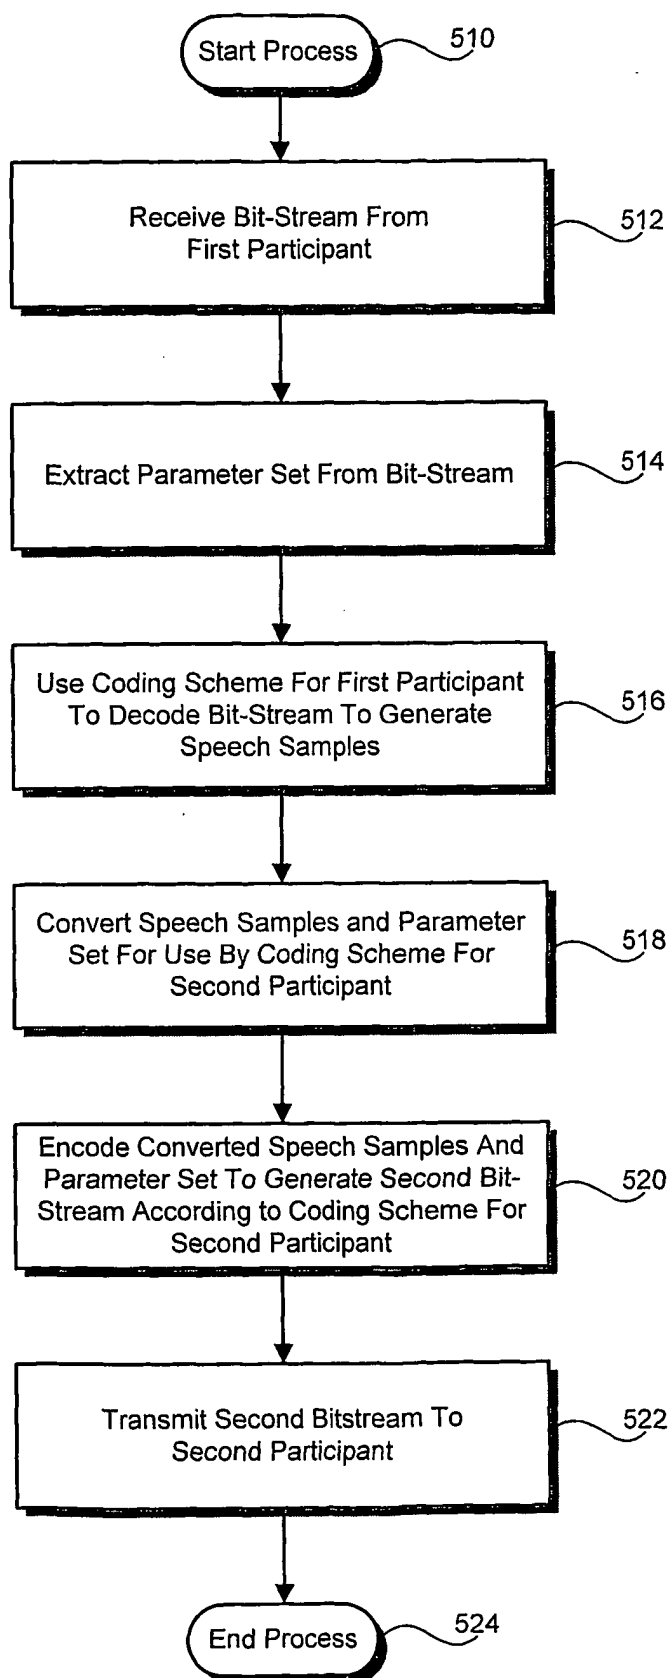 Start Process
510
Receive Bit-Stream From
First Participant
512
Extract Parameter Set From Bit-Stream
514
Use Coding Scheme For First Participant
To Decode Bit-Stream To Generate
Speech Samples
516
Convert Speech Samples and Parameter
Set For Use By Coding Scheme For
Second Participant
518
Encode Converted Speech Samples And
Parameter Set To Generate Second Bit-
Stream According to Coding Scheme For
Second Participant
520
Transmit Second Bitstream To
Second Participant
522
End Process
524